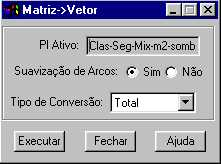 Matriz->Vetor
PI Ativo: Clas-Seg-Mix-m2-somb
Suavização de Arcos: Sim Não
Tipo de Conversão: Total
Executar Fechar Ajuda